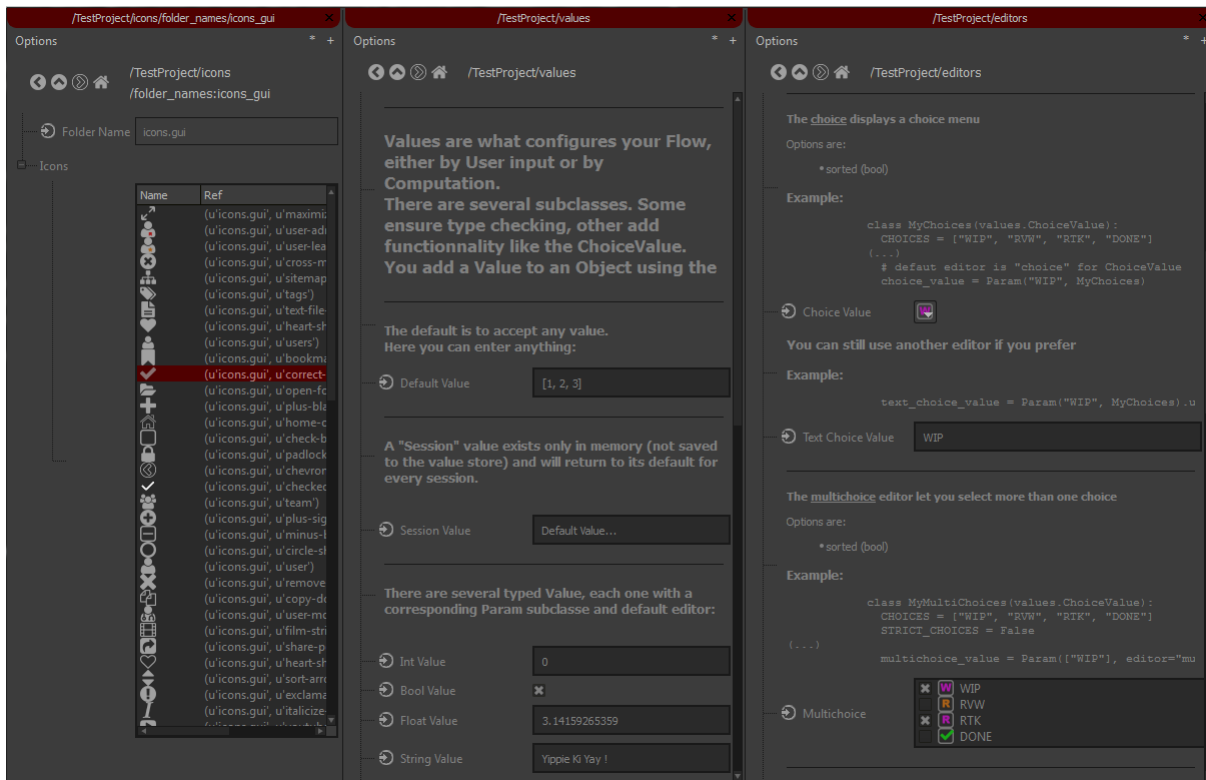 /TestProject/icons/folder_names/icons_gui
Options
* +
/TestProject/icons
/folder_names:icons_gui
Folder Name
icons.gui
Icons
Name Ref
(u'icons.gui', u'maximiz
(u'icons.gui', u'user-adm
(u'icons.gui', u'user-lea
(u'icons.gui', u'cross-m
(u'icons.gui', u'sitemap
(u'icons.gui', u'tags')
(u'icons.gui', u'text-file-
(u'icons.gui', u'heart-sh
(u'icons.gui', u'users')
(u'icons.gui', u'bookma
(u'icons.gui', u'correct-
(u'icons.gui', u'open-fo
(u'icons.gui', u'plus-bla
(u'icons.gui', u'home-c
(u'icons.gui', u'check-b
(u'icons.gui', u'padlock
(u'icons.gui', u'chevron
(u'icons.gui', u'checked
(u'icons.gui', u'team')
(u'icons.gui', u'plus-sig
(u'icons.gui', u'minus-b
(u'icons.gui', u'circle-sh
(u'icons.gui', u'user')
(u'icons.gui', u'remove
(u'icons.gui', u'copy-do
(u'icons.gui', u'user-mo
(u'icons.gui', u'film-stri
(u'icons.gui', u'share-p
(u'icons.gui', u'heart-sh
(u'icons.gui', u'sort-arro
(u'icons.gui', u'exclama
(u'icons.gui', u'italicize-
/TestProject/values
Options
* +
/TestProject/values
Values are what configures your Flow,
either by User input or by
Computation.
There are several subclasses. Some
ensure type checking, other add
functionnality like the ChoiceValue.
You add a Value to an Object using the
The default is to accept any value.
Here you can enter anything:
Default Value
[1, 2, 3]
A "Session" value exists only in memory (not saved
to the value store) and will return to its default for
every session.
Session Value
Default Value...
There are several typed Value, each one with a
corresponding Param subclasse and default editor:
Int Value
0
Bool Value
Float Value
3.14159265359
String Value
Yippie Ki Yay !
/TestProject/editors
Options
* +
/TestProject/editors
The choice displays a choice menu
Options are:
• sorted (bool)
Example:
class MyChoices(values.ChoiceValue):
CHOICES = ["WIP", "RVW", "RTK", "DONE"]
(...)
# defaut editor is "choice" for ChoiceValue
choice_value = Param("WIP", MyChoices)
Choice Value
You can still use another editor if you prefer
Example:
text_choice_value = Param("WIP", MyChoices).u
Text Choice Value
WIP
The multichoice editor let you select more than one choice
Options are:
• sorted (bool)
Example:
class MyMultiChoices(values.ChoiceValue):
CHOICES = ["WIP", "RVW", "RTK", "DONE"]
STRICT_CHOICES = False
(...)
multichoice_value = Param(["WIP"], editor="mu
Multichoice
W WIP
R RVW
R RTK
DONE